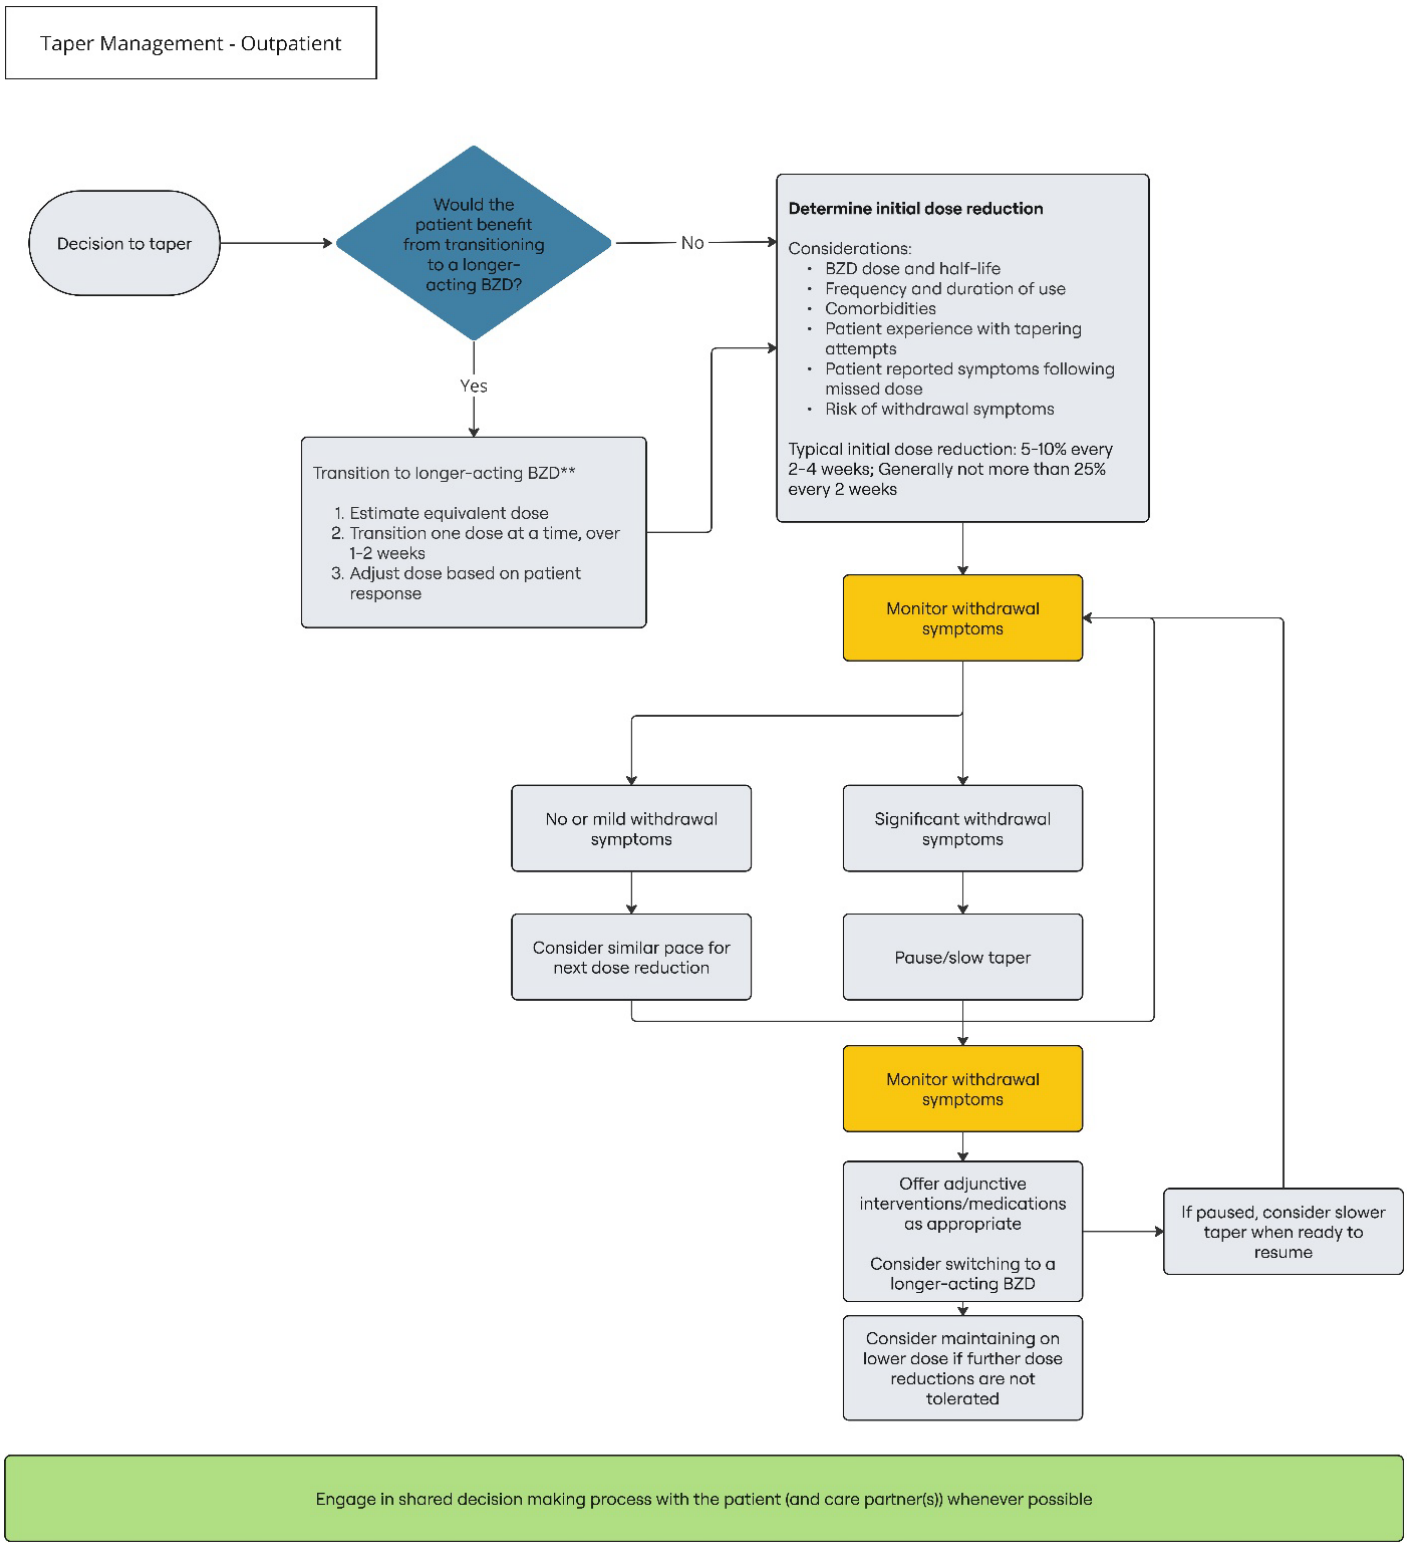 Taper Management - Outpatient
Decision to taper
Would the
patient benefit
from transitioning
to a longer-
acting BZD?
No
Yes
Determine initial dose reduction
Considerations:
• BZD dose and half-life
• Frequency and duration of use
• Comorbidities
• Patient experience with tapering
attempts
• Patient reported symptoms following
missed dose
• Risk of withdrawal symptoms
Typical initial dose reduction: 5-10% every
2-4 weeks; Generally not more than 25%
every 2 weeks
Transition to longer-acting BZD**
1. Estimate equivalent dose
2. Transition one dose at a time, over
1-2 weeks
3. Adjust dose based on patient
response
Monitor withdrawal
symptoms
No or mild withdrawal
symptoms
Significant withdrawal
symptoms
Consider similar pace for
next dose reduction
Pause/slow taper
Monitor withdrawal
symptoms
Offer adjunctive
interventions/medications
as appropriate
Consider switching to a
longer-acting BZD
If paused, consider slower
taper when ready to
resume
Consider maintaining on
lower dose if further dose
reductions are not
tolerated
Engage in shared decision making process with the patient (and care partner(s)) whenever possible